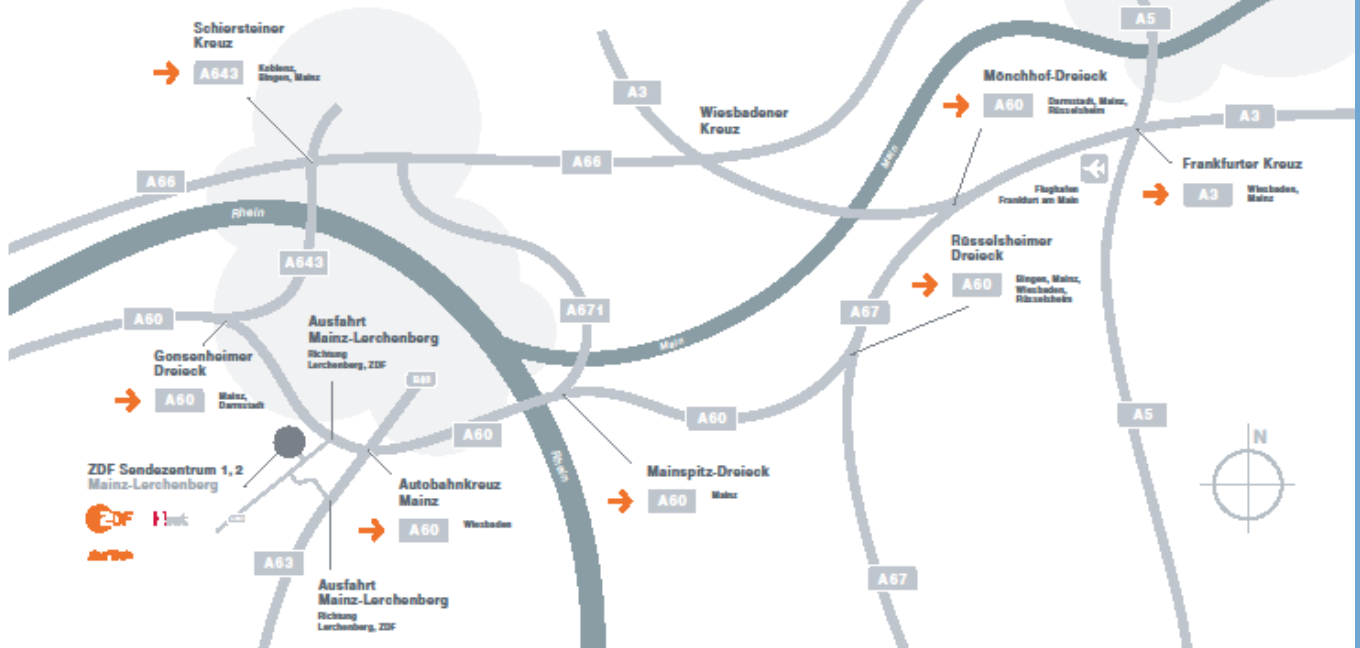 Schiersteiner
Kreuz
A643
Koblenz,
Bingen, Mainz
A66
Rhein
A643
A60
Gonsenheimer
Dreieck
A60
Mainz,
Darmstadt
Ausfahrt
Mainz-Lerchenberg
Richtung
Lerchenberg, ZDF
ZDF Sendezentrum 1, 2
Mainz-Lerchenberg
ZDF
A63
A60
Autobahnkreuz
Mainz
A60
Wiesbaden
Ausfahrt
Mainz-Lerchenberg
Richtung
Lerchenberg, ZDF
A3
Wiesbadener
Kreuz
A66
A671
Main
Rhein
Mainspitz-Dreieck
A60
Mainz
A60
Main
Mönchhof-Dreieck
A60
Darmstadt, Mainz,
Rüsselsheim
Flughafen
Frankfurt am Main
Rüsselsheimer
Dreieck
A60
Bingen, Mainz,
Wiesbaden,
Rüsselsheim
A67
A67
A5
A3
Frankfurter Kreuz
A3
Wiesbaden,
Mainz
A5
N